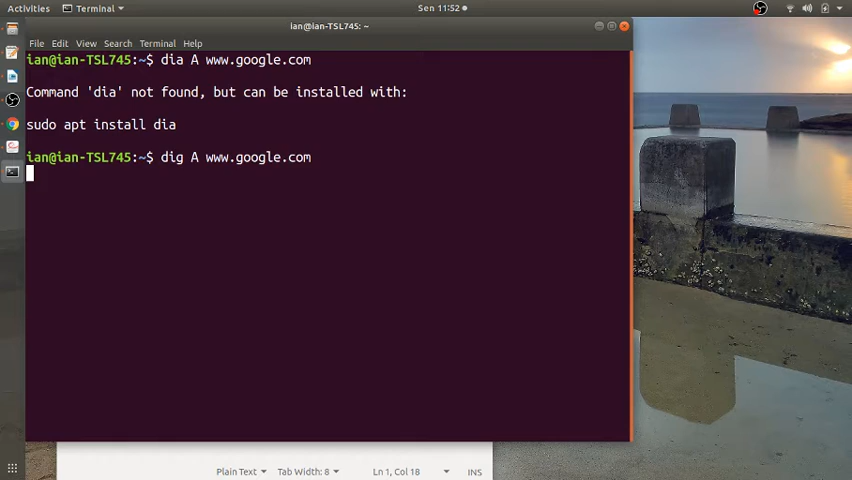 Activities Terminal Sen 11:52
ian@ian-TSL745: ~
File Edit View Search Terminal Help
ian@ian-TSL745:~$ dia A www.google.com
Command 'dia' not found, but can be installed with:
sudo apt install dia
ian@ian-TSL745:~$ dig A www.google.com
Plain Text Tab Width: 8 Ln 1, Col 18 INS